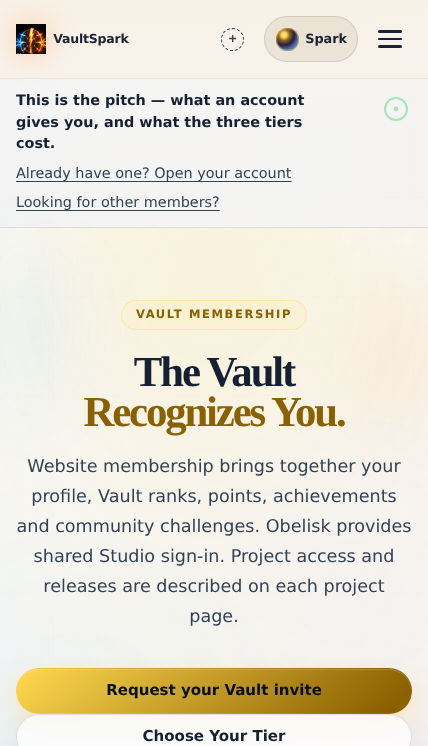 VaultSpark
+
Spark
This is the pitch — what an account
gives you, and what the three tiers
cost.
Already have one? Open your account
Looking for other members?
VAULT MEMBERSHIP
The Vault
Recognizes You.
Website membership brings together your
profile, Vault ranks, points, achievements
and community challenges. Obelisk provides
shared Studio sign-in. Project access and
releases are described on each project
page.
Request your Vault invite
Choose Your Tier